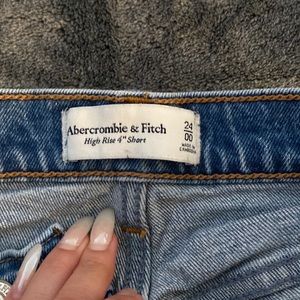 Abercrombie & Fitch
High Rise 4" Short
24
00
MADE IN